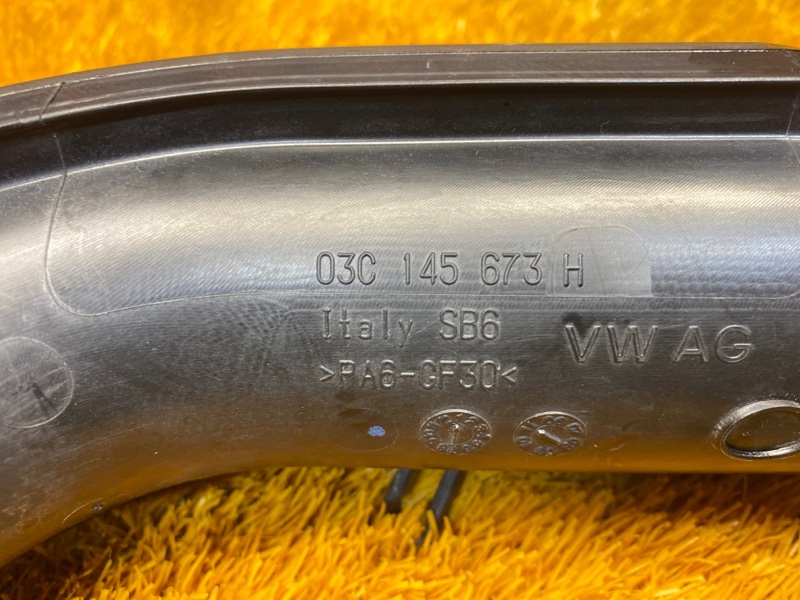 03C 145 673 H
Italy SB6
VW AG
>PA6-GF30<